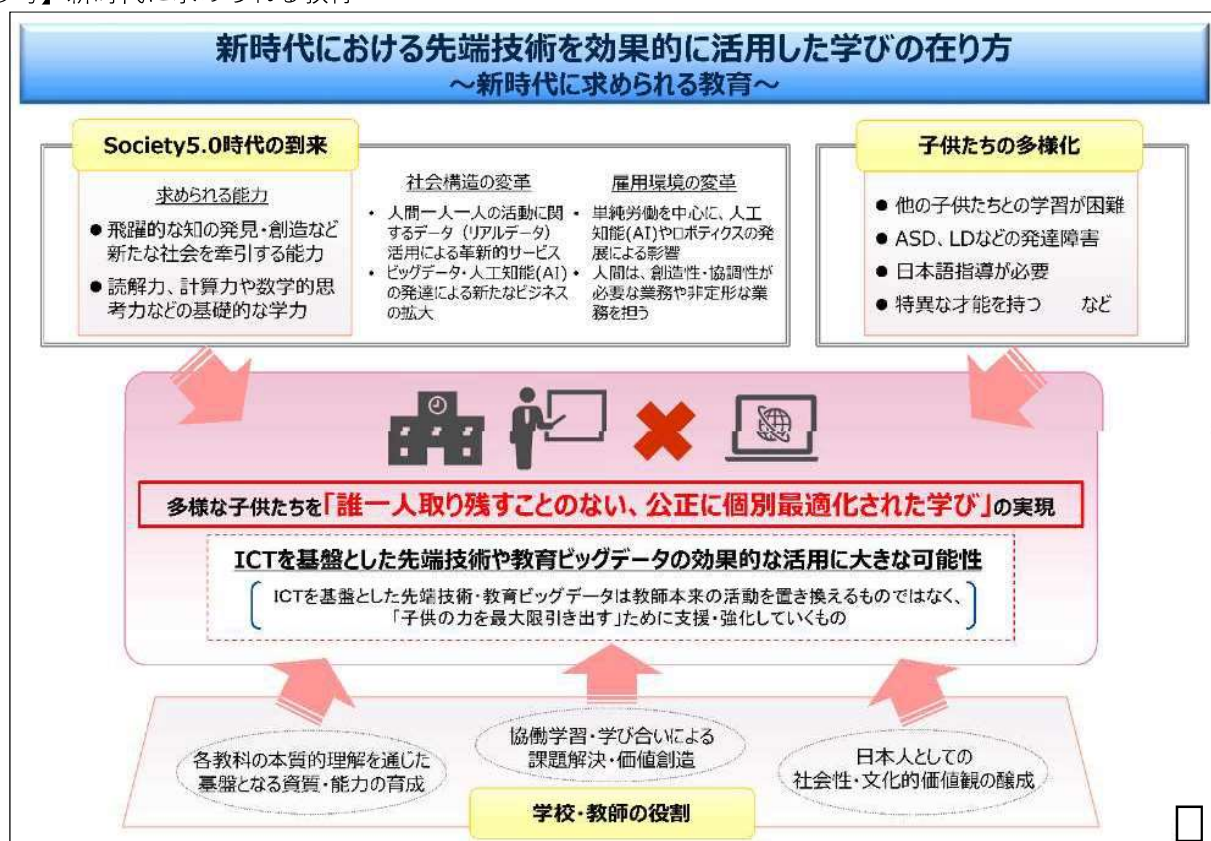 新時代に求められる教育
新時代における先端技術を効果的に活用した学びの在り方
～新時代に求められる教育～
Society5.0時代の到来
求められる能力
●飛躍的な知の発見・創造など
新たな社会を牽引する能力
●読解力、計算力や数学的思
考力などの基礎的な学力
社会構造の変革
・人間一人一人の活動に関
するデータ（リアルデータ）
活用による革新的サービス
・ビッグデータ・人工知能(AI)
の発達による新たなビジネス
の拡大
雇用環境の変革
・単純労働を中心に、人工
知能(AI)やロボティクスの発
展による影響
・人間は、創造性・協調性が
必要な業務や非定形な業
務を担う
子供たちの多様化
●他の子供たちとの学習が困難
●ASD、LDなどの発達障害
●日本語指導が必要
●特異な才能を持つ　など
多様な子供たちを「誰一人取り残すことのない、公正に個別最適化された学び」の実現
ICTを基盤とした先端技術や教育ビッグデータの効果的な活用に大きな可能性
ICTを基盤とした先端技術・教育ビッグデータは教師本来の活動を置き換えるものではなく、
「子供の力を最大限引き出す」ために支援・強化していくもの
各教科の本質的理解を通じた
基盤となる資質・能力の育成
協働学習・学び合いによる
課題解決・価値創造
日本人としての
社会性・文化的価値観の醸成
学校・教師の役割